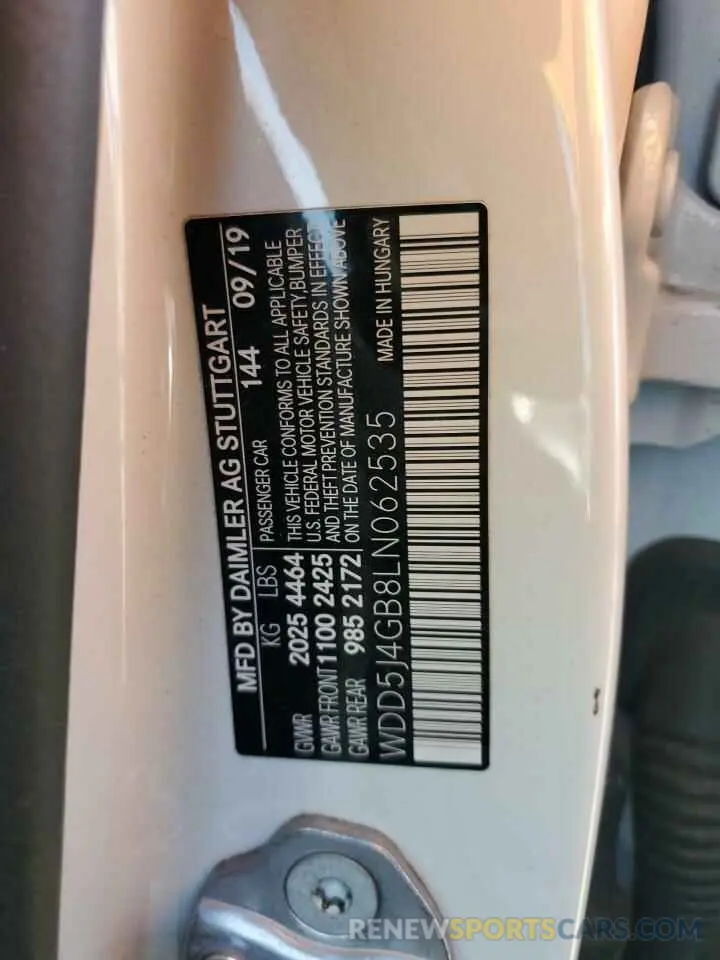 MFD BY DAIMLER AG STUTTGART
KG LBS PASSENGER CAR 144 09/19
GVWR 2025 4464 THIS VEHICLE CONFORMS TO ALL APPLICABLE
U.S. FEDERAL MOTOR VEHICLE SAFETY, BUMPER
GAWR FRONT 1100 2425 AND THEFT PREVENTION STANDARDS IN EFFECT
GAWR REAR 985 2172 ON THE DATE OF MANUFACTURE SHOWN ABOVE
WDD5J4GB8LN062535 MADE IN HUNGARY
RENEWSPORTSCARS.COM